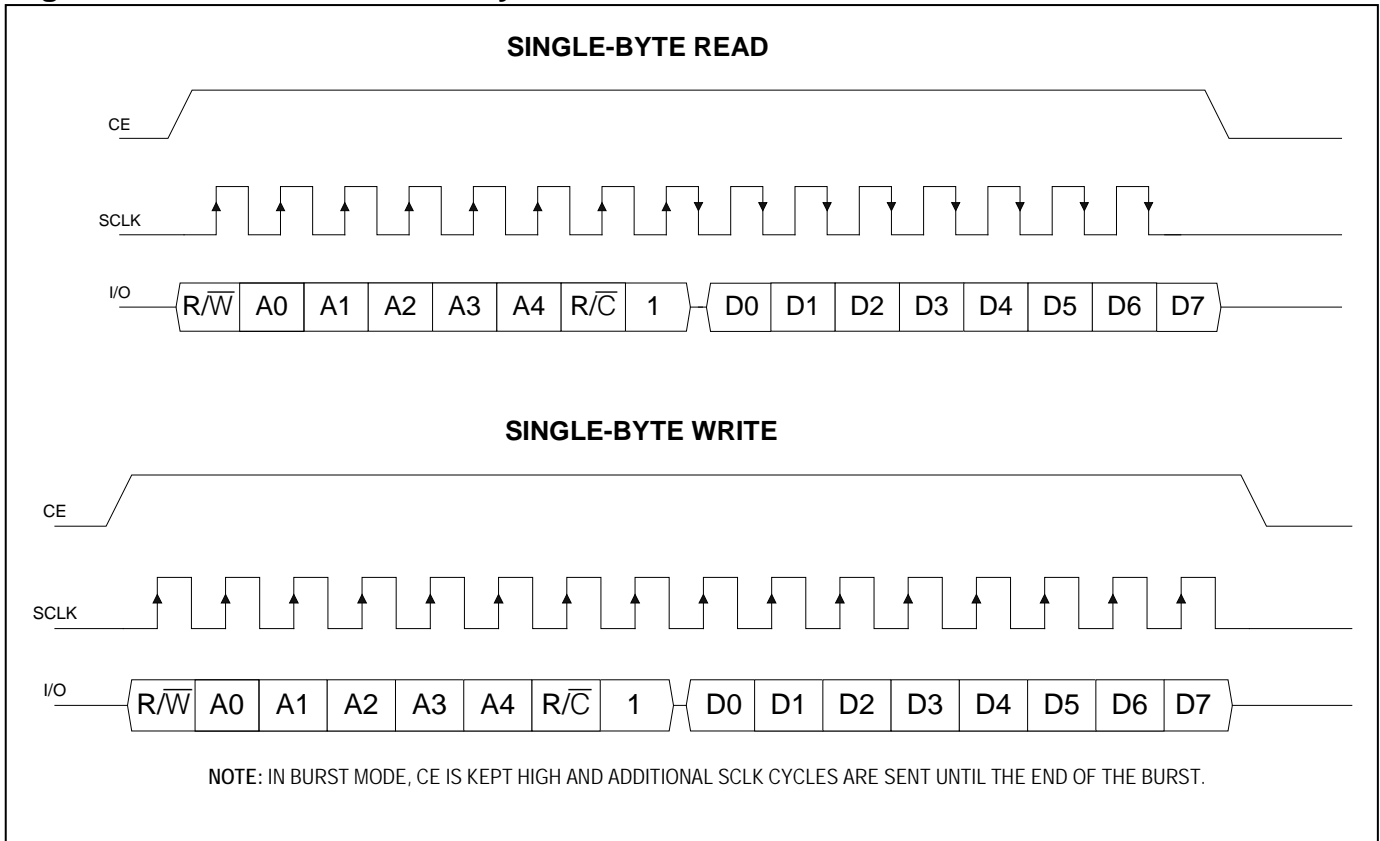 SINGLE-BYTE READ
CE
SCLK
I/O R/W̅ A0 A1 A2 A3 A4 R/C̅ 1 D0 D1 D2 D3 D4 D5 D6 D7
SINGLE-BYTE WRITE
CE
SCLK
I/O R/W̅ A0 A1 A2 A3 A4 R/C̅ 1 D0 D1 D2 D3 D4 D5 D6 D7
NOTE: IN BURST MODE, CE IS KEPT HIGH AND ADDITIONAL SCLK CYCLES ARE SENT UNTIL THE END OF THE BURST.